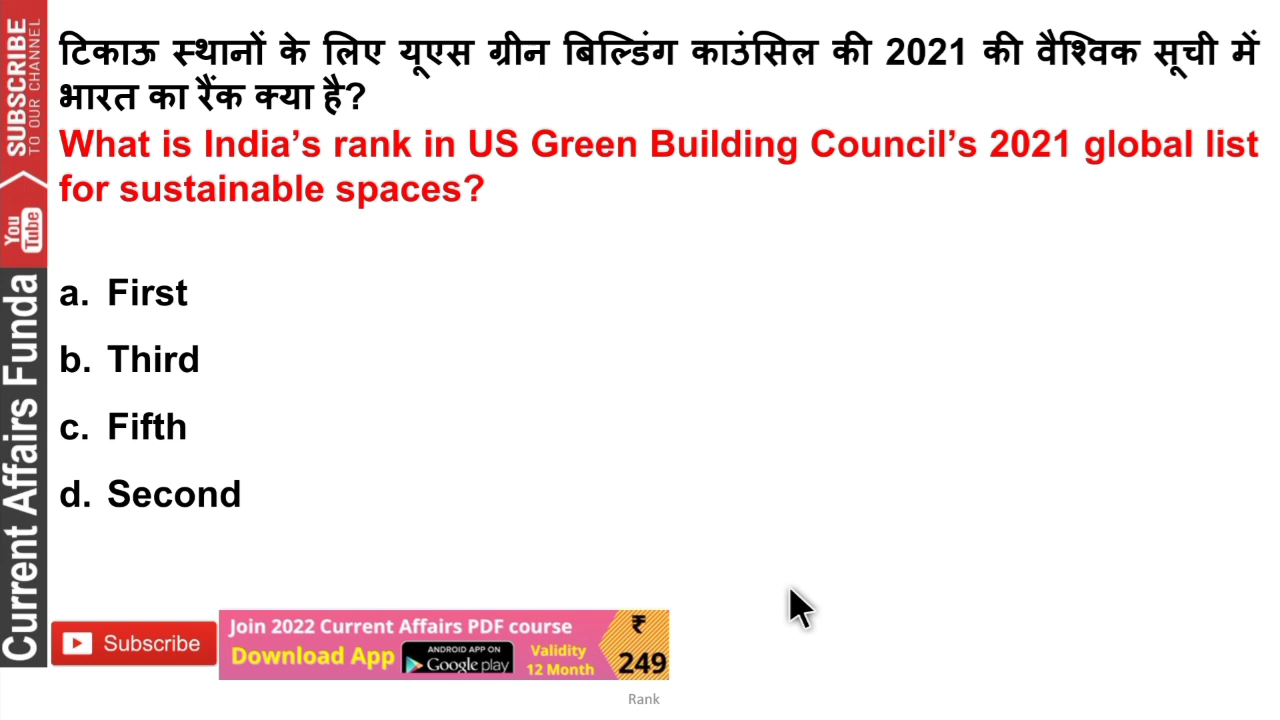 टिकाऊ स्थानों के लिए यूएस ग्रीन बिल्डिंग काउंसिल की 2021 की वैश्विक सूची में
भारत का रैंक क्या है?
What is India’s rank in US Green Building Council’s 2021 global list
for sustainable spaces?
a. First
b. Third
c. Fifth
d. Second
SUBSCRIBE
TO OUR CHANNEL
You
Tube
Current Affairs Funda
Subscribe
Join 2022 Current Affairs PDF course
Download App
ANDROID APP ON
Google play
Validity
12 Month
₹
249
Rank